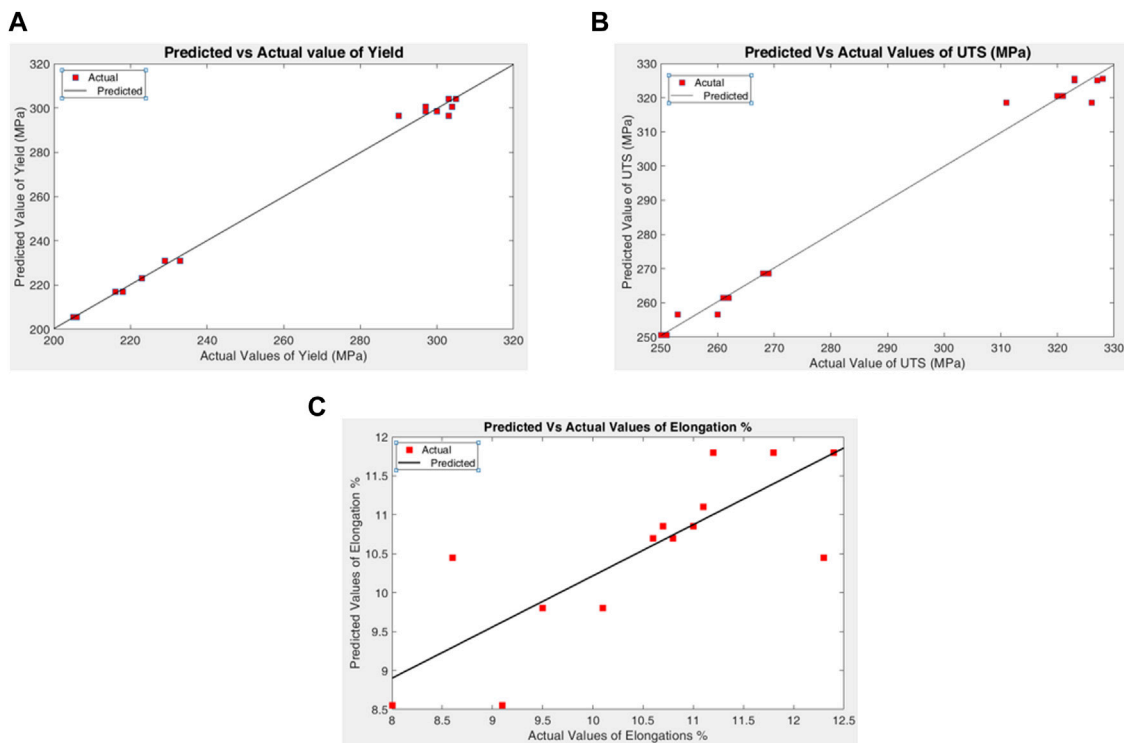 A
Predicted vs Actual value of Yield
320
300
280
260
240
220
200
200 220 240 260 280 300 320
Predicted Value of Yield (MPa)
Actual Values of Yield (MPa)
Actual
Predicted
B
Predicted Vs Actual Values of UTS (MPa)
330
320
310
300
290
280
270
260
250
250 260 270 280 290 300 310 320 330
Predicted Value of UTS (MPa)
Actual Value of UTS (MPa)
Acutal
Predicted
C
Predicted Vs Actual Values of Elongation %
12
11.5
11
10.5
10
9.5
9
8.5
8 8.5 9 9.5 10 10.5 11 11.5 12 12.5
Predicted Values of Elongation %
Actual Values of Elongations %
Actual
Predicted